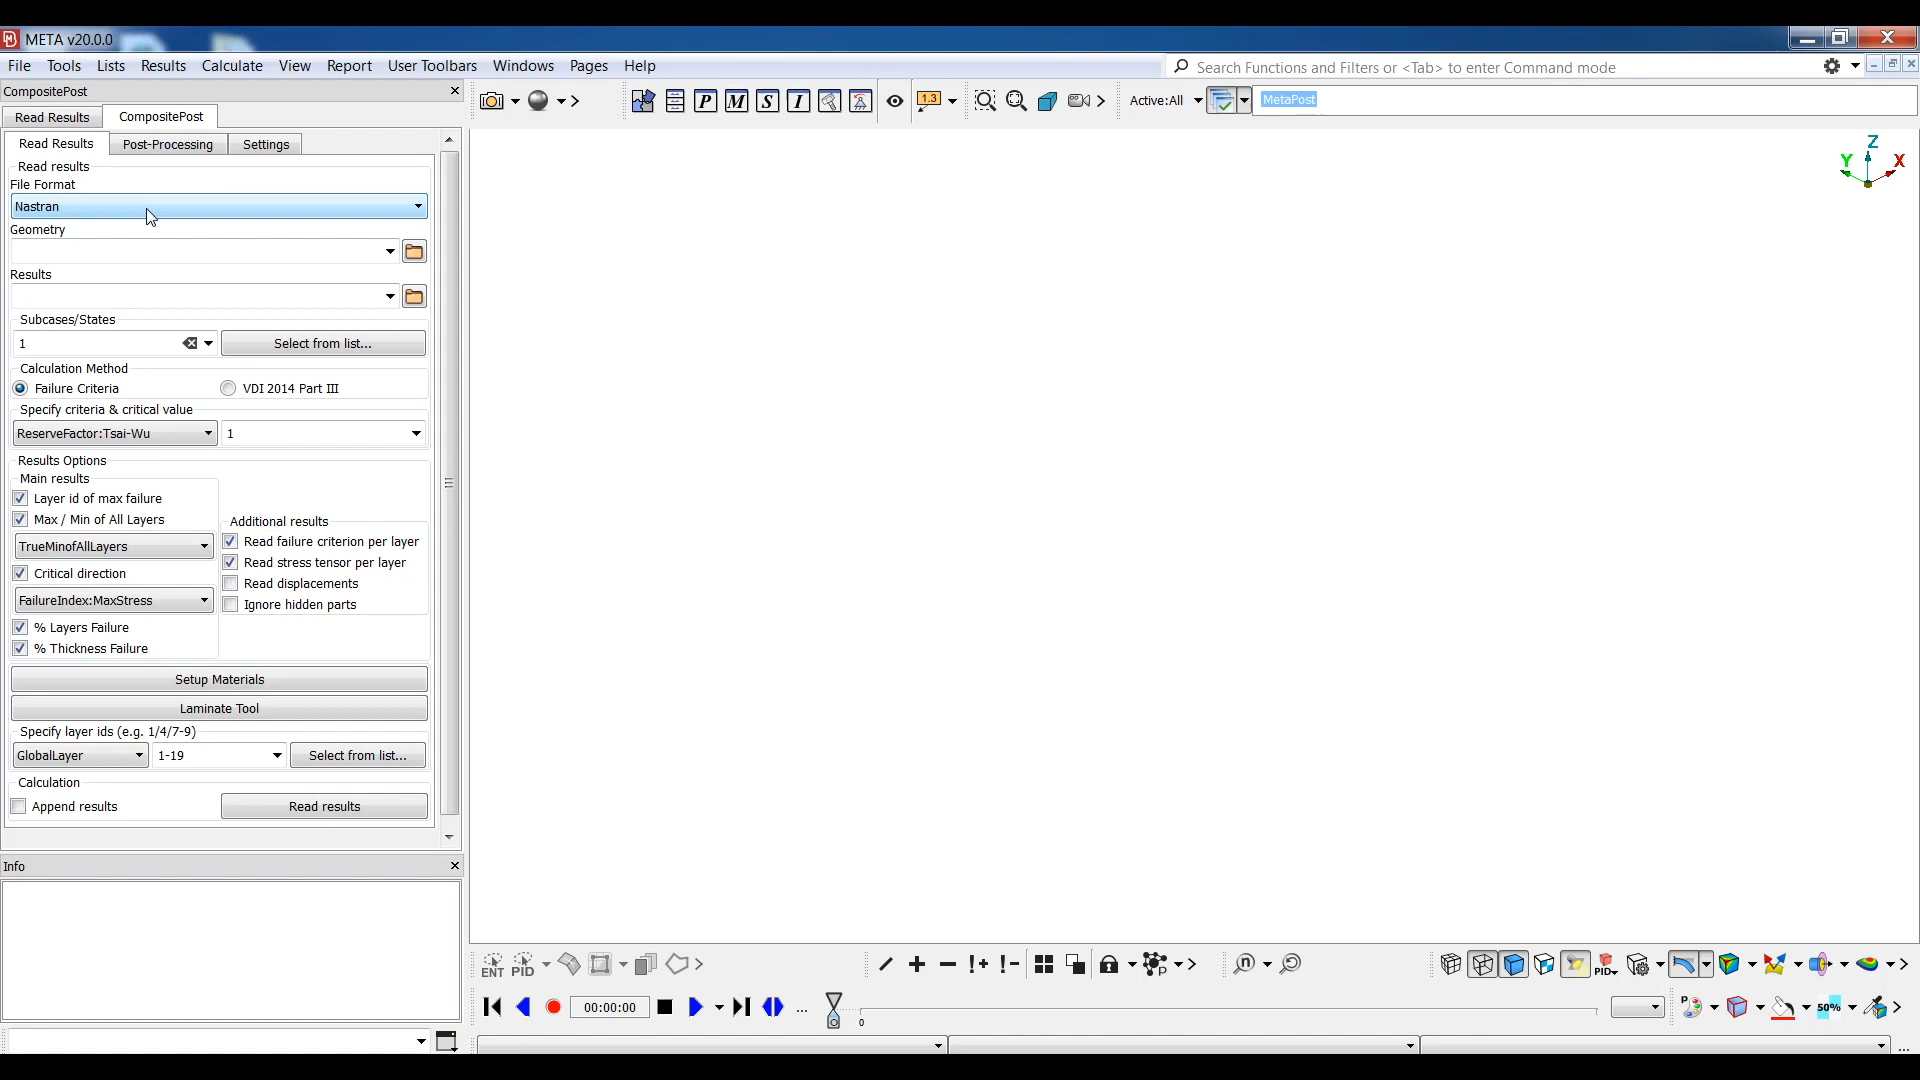 META v20.0.0
File Tools Lists Results Calculate View Report User Toolbars Windows Pages Help
Search Functions and Filters or <Tab> to enter Command mode
CompositePost
Read Results CompositePost
P M S I 1.3 Active:All MetaPost
Read Results Post-Processing Settings
Z
Y X
Read results
File Format
Nastran
Geometry
Results
Subcases/States
1 Select from list...
Calculation Method
Failure Criteria VDI 2014 Part III
Specify criteria & critical value
ReserveFactor:Tsai-Wu 1
Results Options
Main results
Layer id of max failure
Max / Min of All Layers
TrueMinofAllLayers
Critical direction
FailureIndex:MaxStress
% Layers Failure
% Thickness Failure
Additional results
Read failure criterion per layer
Read stress tensor per layer
Read displacements
Ignore hidden parts
Setup Materials
Laminate Tool
Specify layer ids (e.g. 1/4/7-9)
GlobalLayer 1-19 Select from list...
Calculation
Append results Read results
Info
ENT PID PID
00:00:00 ... 0 P 50%
...